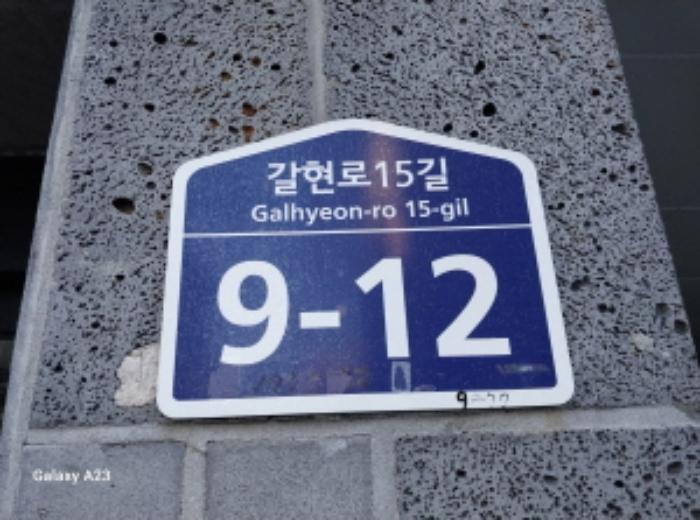 갈현로15길
Galhyeon-ro 15-gil
9-12
Galaxy A23